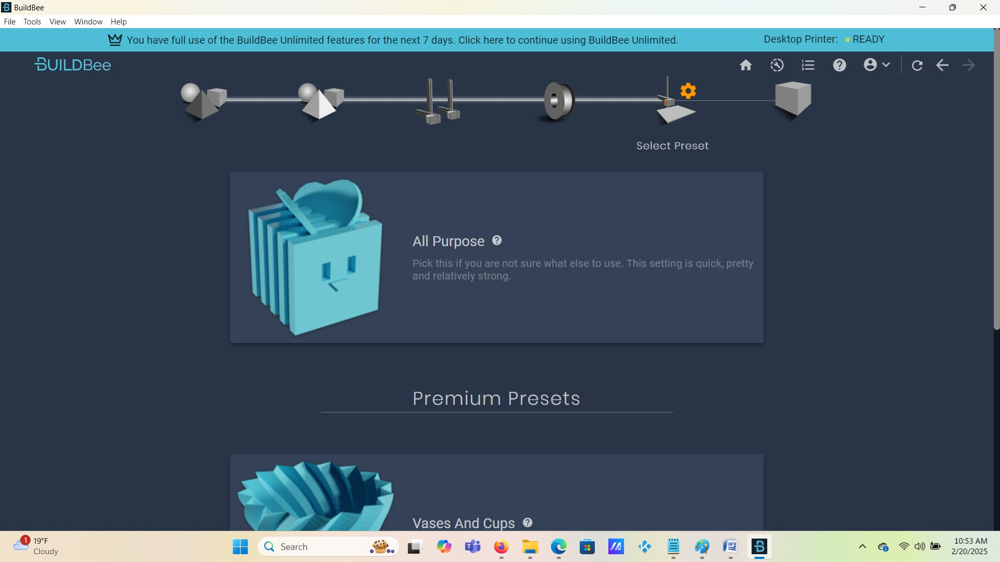 BuildBee
File Tools View Window Help
You have full use of the BuildBee Unlimited features for the next 7 days. Click here to continue using BuildBee Unlimited.
Desktop Printer: READY
BUILDBee
Select Preset
All Purpose
Pick this if you are not sure what else to use. This setting is quick, pretty
and relatively strong.
Premium Presets
Vases And Cups
1
19°F
Cloudy
Search
10:53 AM
2/20/2025